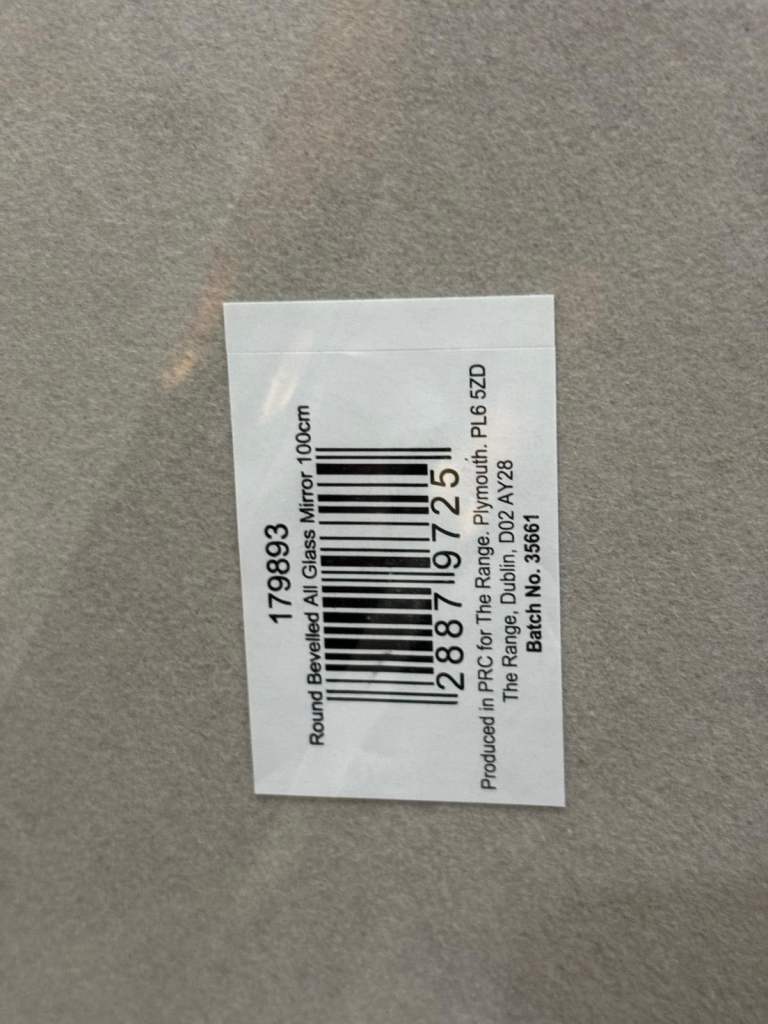 179893
Round Bevelled All Glass Mirror 100cm
2887 9725
Produced in PRC for The Range. Plymouth. PL6 5ZD
The Range, Dublin, D02 AY28
Batch No. 35661